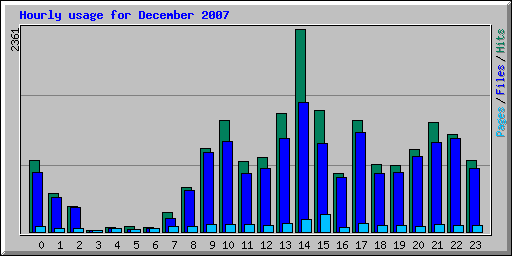 Hourly usage for December 2007
2361
Pages / Files / Hits
0 1 2 3 4 5 6 7 8 9 10 11 12 13 14 15 16 17 18 19 20 21 22 23